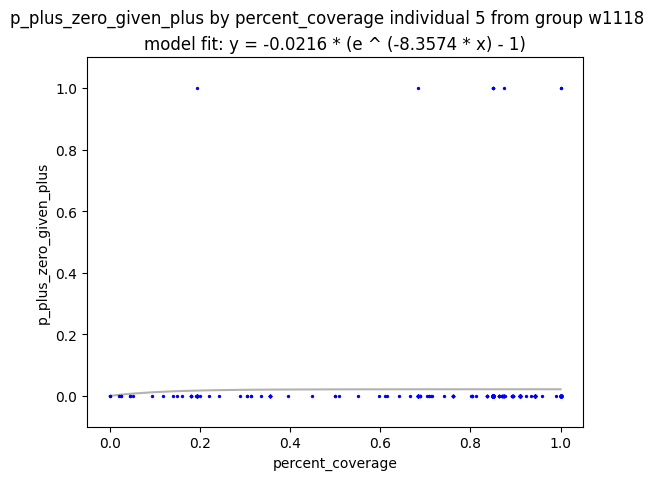 p_plus_zero_given_plus by percent_coverage individual 5 from group w1118
model fit: y = -0.0216 * (e ^ (-8.3574 * x) - 1)
1.0
0.8
0.6
0.4
0.2
0.0
p_plus_zero_given_plus
0.0 0.2 0.4 0.6 0.8 1.0
percent_coverage